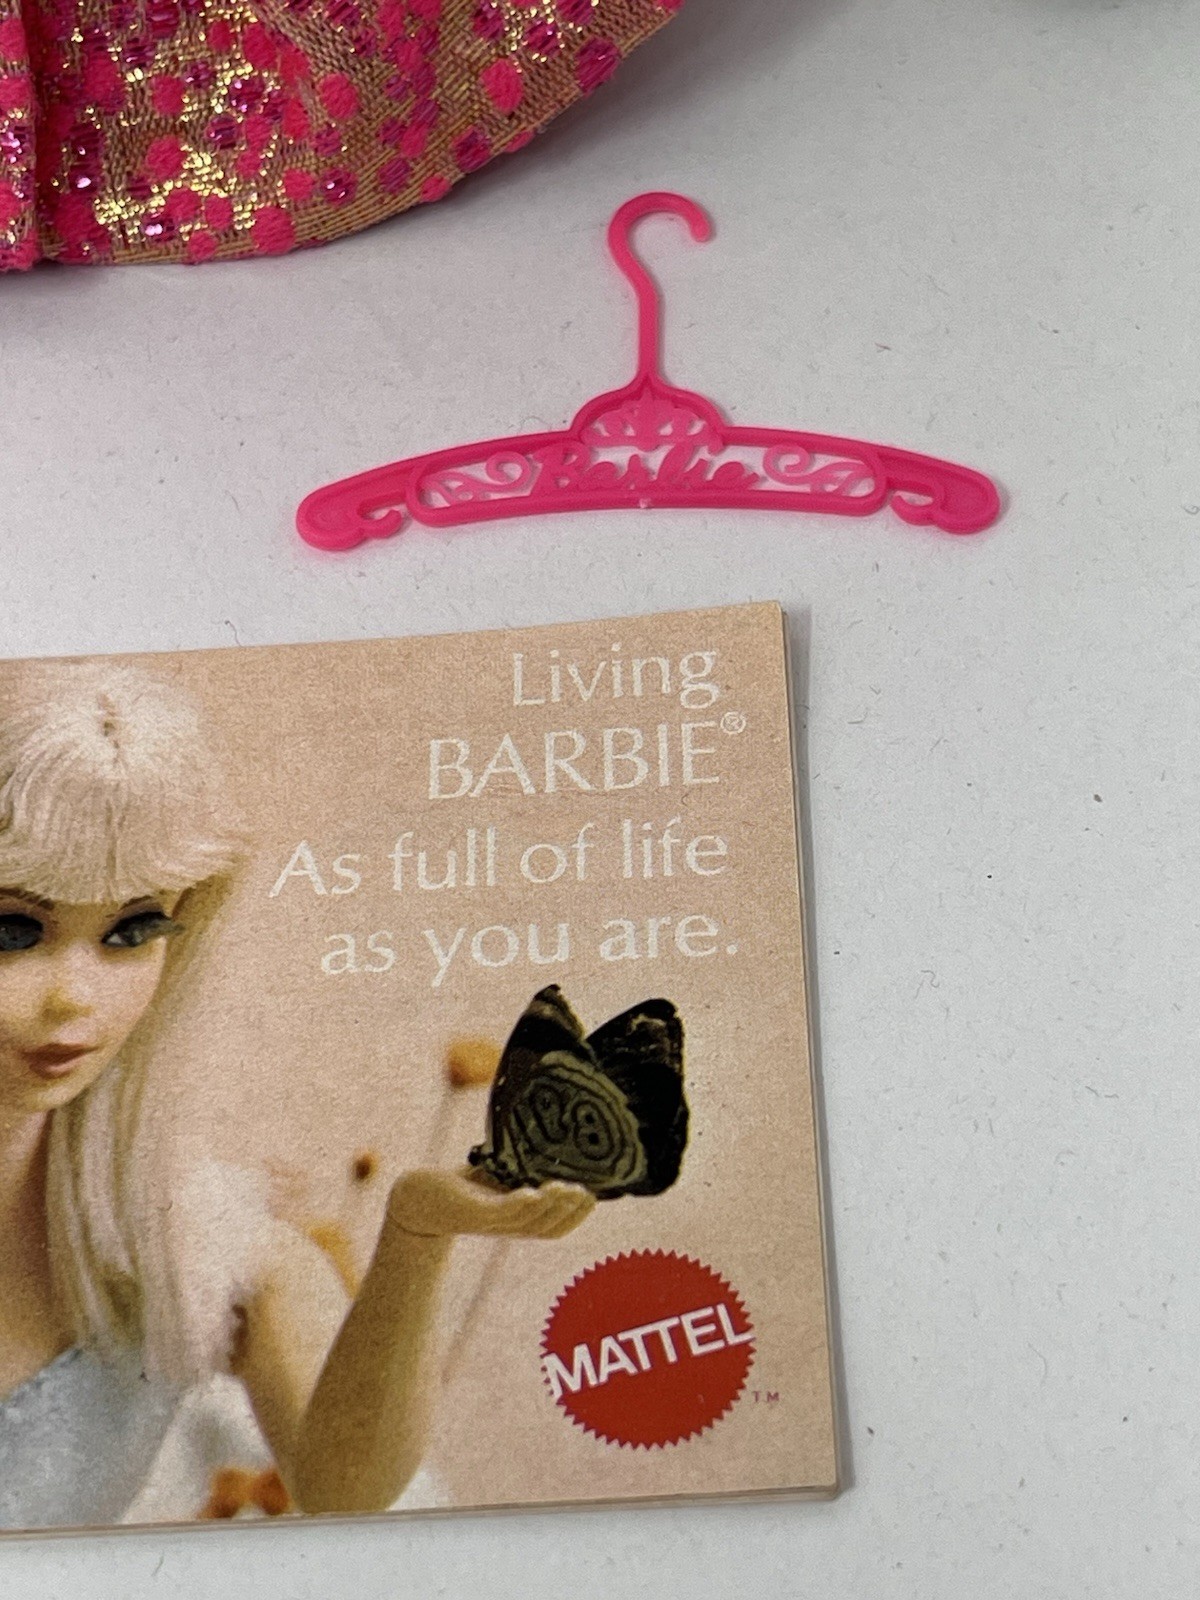 Barbie
Living
BARBIE®
As full of life
as you are.
MATTEL
TM